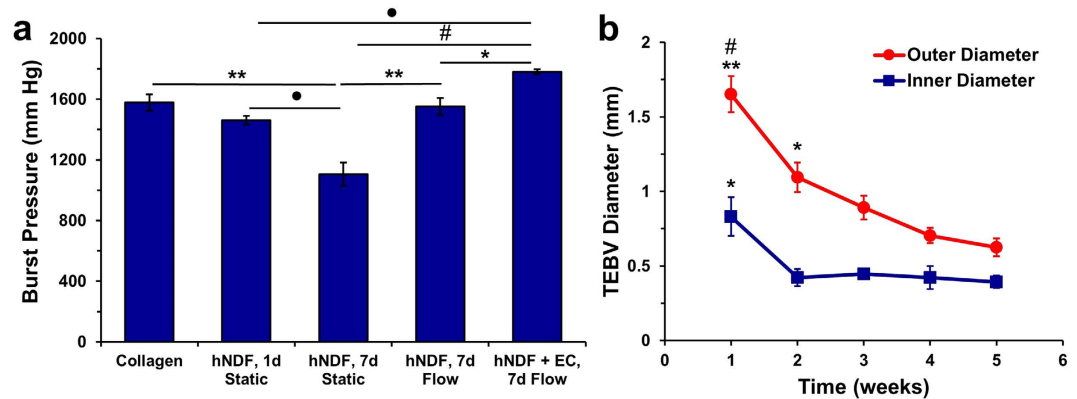 a
Burst Pressure (mm Hg)
2000
1600
1200
800
400
0
●
#
*
**
**
●
Collagen
hNDF, 1d
Static
hNDF, 7d
Static
hNDF, 7d
Flow
hNDF + EC,
7d Flow
b
TEBV Diameter (mm)
2
1.5
1
0.5
0
#
**
*
*
Outer Diameter
Inner Diameter
0 1 2 3 4 5 6
Time (weeks)